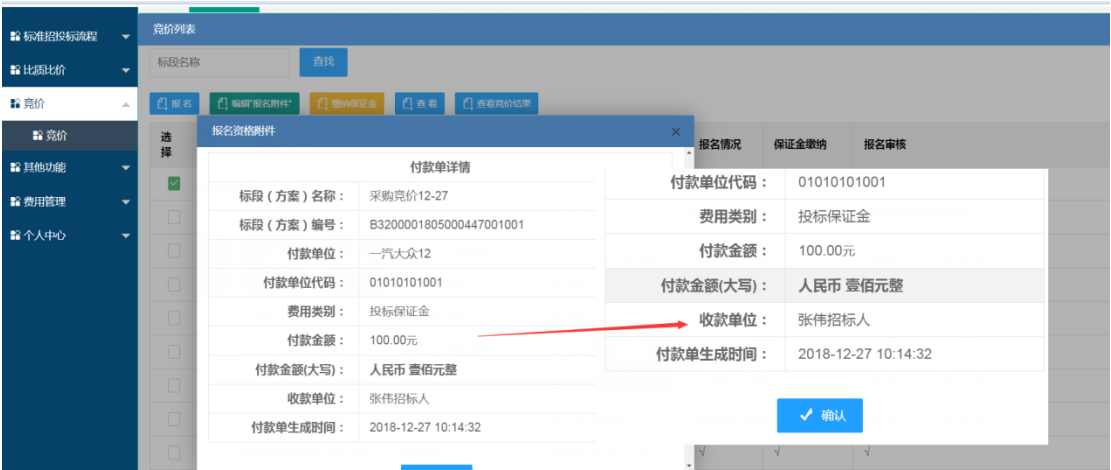 标准招投标流程
比质比价
竞价
竞价
其他功能
费用管理
个人中心
竞价列表
标段名称
查找
报名
编辑"报名附件"
缴纳保证金
查看
查看竞价结果
选择
报名情况
保证金缴纳
报名审核
报名资格附件
付款单详情
标段(方案)名称: 采购竞价12-27
标段(方案)编号: B3200001805000447001001
付款单位: 一汽大众12
付款单位代码: 01010101001
费用类别: 投标保证金
付款金额: 100.00元
付款金额(大写): 人民币 壹佰元整
收款单位: 张伟招标人
付款单生成时间: 2018-12-27 10:14:32
付款单位代码: 01010101001
费用类别: 投标保证金
付款金额: 100.00元
付款金额(大写): 人民币 壹佰元整
收款单位: 张伟招标人
付款单生成时间: 2018-12-27 10:14:32
确认
√ √ √